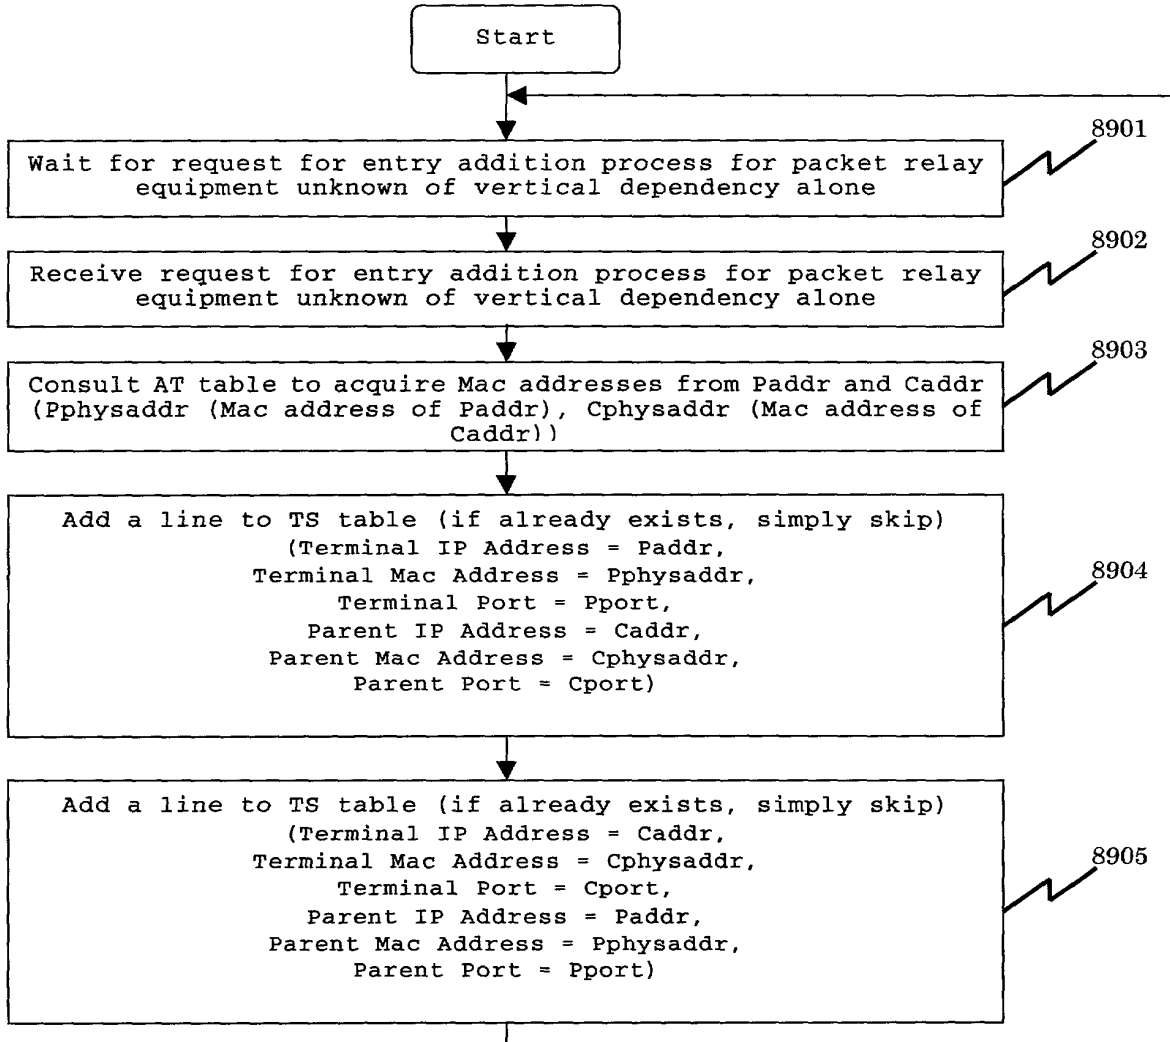 Start
8901
Wait for request for entry addition process for packet relay
equipment unknown of vertical dependency alone
8902
Receive request for entry addition process for packet relay
equipment unknown of vertical dependency alone
8903
Consult AT table to acquire Mac addresses from Paddr and Caddr
(Pphysaddr (Mac address of Paddr), Cphysaddr (Mac address of
Caddr))
Add a line to TS table (if already exists, simply skip)
(Terminal IP Address = Paddr,
Terminal Mac Address = Pphysaddr,
Terminal Port = Pport,
Parent IP Address = Caddr,
Parent Mac Address = Cphysaddr,
Parent Port = Cport)
8904
Add a line to TS table (if already exists, simply skip)
(Terminal IP Address = Caddr,
Terminal Mac Address = Cphysaddr,
Terminal Port = Cport,
Parent IP Address = Paddr,
Parent Mac Address = Pphysaddr,
Parent Port = Pport)
8905